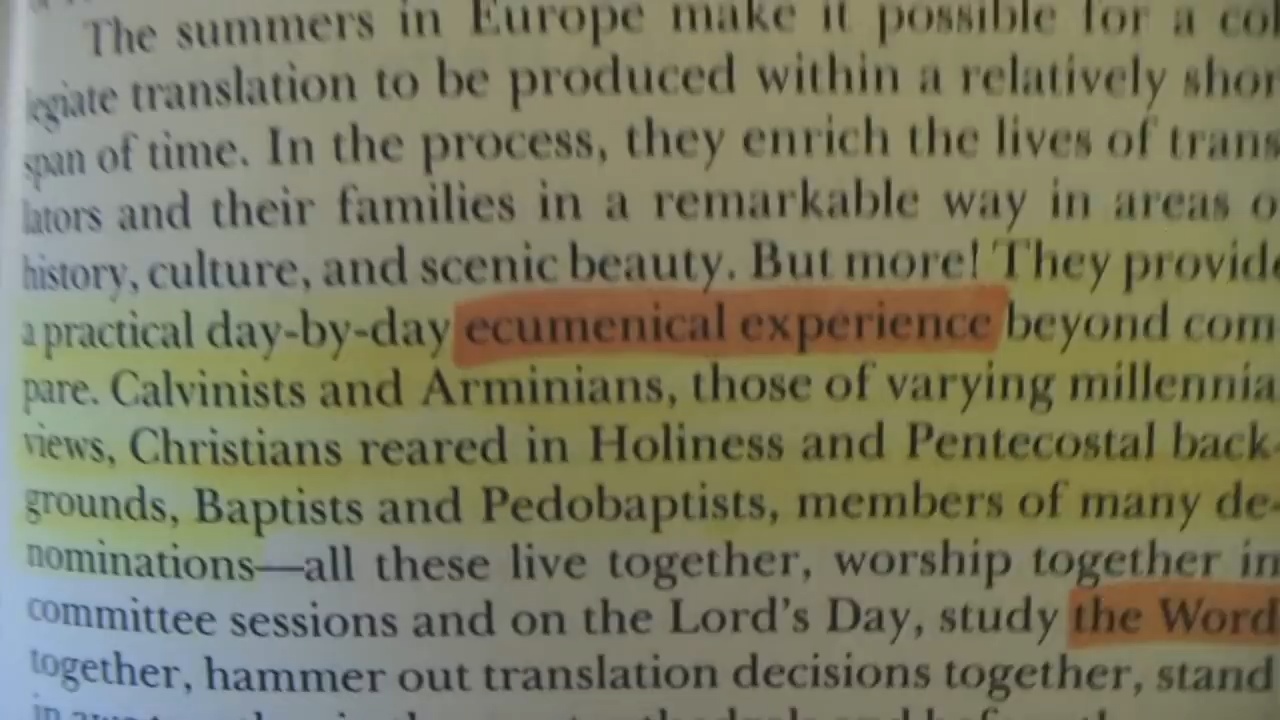 The summers in Europe make it possible for a col
legiate translation to be produced within a relatively shor
span of time. In the process, they enrich the lives of trans
lators and their families in a remarkable way in areas o
history, culture, and scenic beauty. But more! They provide
a practical day-by-day ecumenical experience beyond com
pare. Calvinists and Arminians, those of varying millennia
views, Christians reared in Holiness and Pentecostal back-
grounds, Baptists and Pedobaptists, members of many de-
nominations—all these live together, worship together in
committee sessions and on the Lord's Day, study the Word
together, hammer out translation decisions together, stand
in